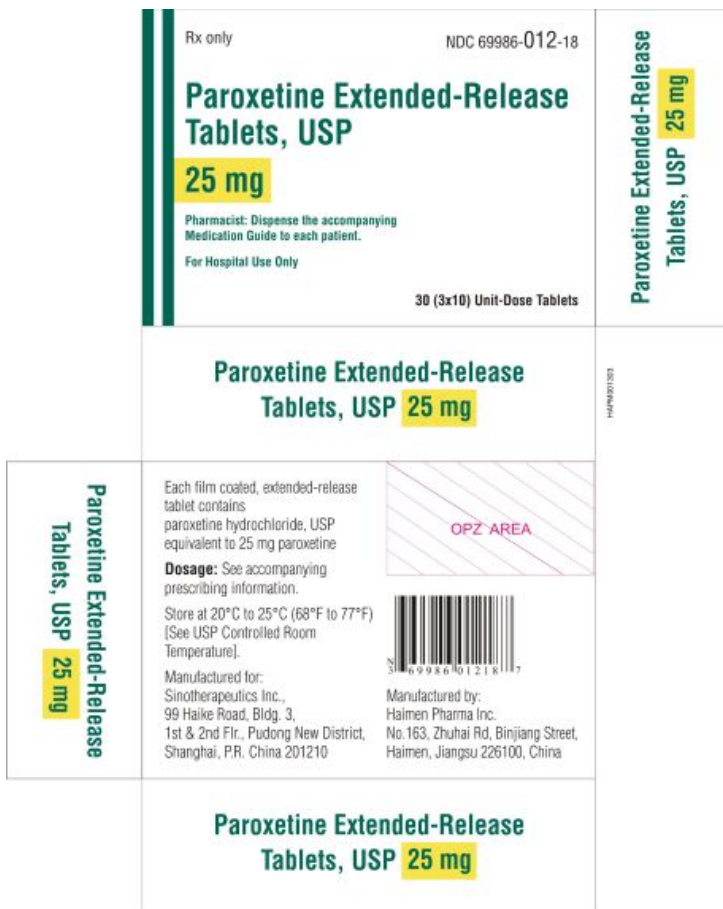 Rx only
NDC 69986-012-18
Paroxetine Extended-Release
Tablets, USP
25 mg
Pharmacist: Dispense the accompanying
Medication Guide to each patient.
For Hospital Use Only
30 (3x10) Unit-Dose Tablets
Paroxetine Extended-Release
Tablets, USP 25 mg
Paroxetine Extended-Release
Tablets, USP 25 mg
HAPM001303
Paroxetine Extended-Release
Tablets, USP 25 mg
Each film coated, extended-release
tablet contains
paroxetine hydrochloride, USP
equivalent to 25 mg paroxetine
Dosage: See accompanying
prescribing information.
Store at 20°C to 25°C (68°F to 77°F)
[See USP Controlled Room
Temperature].
Manufactured for:
Sinotherapeutics Inc.,
99 Haike Road, Bldg. 3,
1st & 2nd Flr., Pudong New District,
Shanghai, P.R. China 201210
OPZ AREA
N
3 69986 01218 7
Manufactured by:
Haimen Pharma Inc.
No.163, Zhuhai Rd, Binjiang Street,
Haimen, Jiangsu 226100, China
Paroxetine Extended-Release
Tablets, USP 25 mg